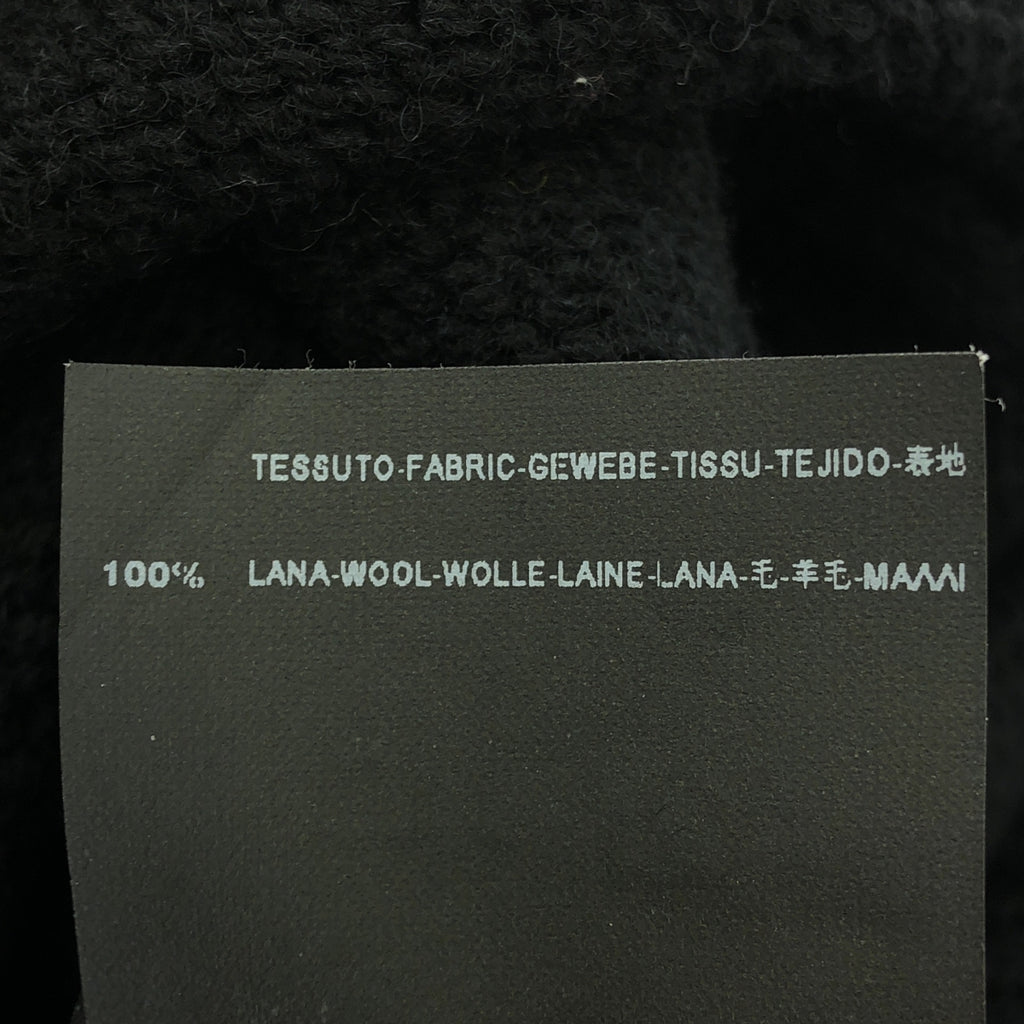 TESSUTO-FABRIC-GEWEBE-TISSU-TEJIDO-表地
100% LANA-WOOL-WOLLE-LAINE-LANA-毛-羊毛-ΜΑΛΛΙ